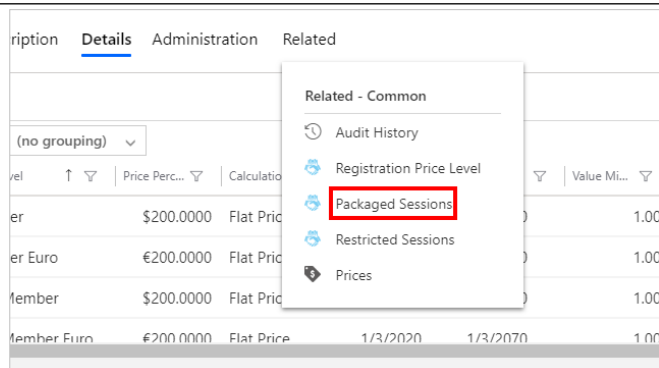 ription Details Administration Related
Related - Common
(no grouping)
Audit History
vel Price Perc... Calculatio Value Mi...
Registration Price Level
er $200.0000 Flat Pric 0 1.00
Packaged Sessions
er Euro €200.0000 Flat Pric 0 1.00
Restricted Sessions
Member $200.0000 Flat Pric 0 1.00
Prices
Member Euro €200.0000 Flat Price 1/3/2020 1/3/2070 1.00